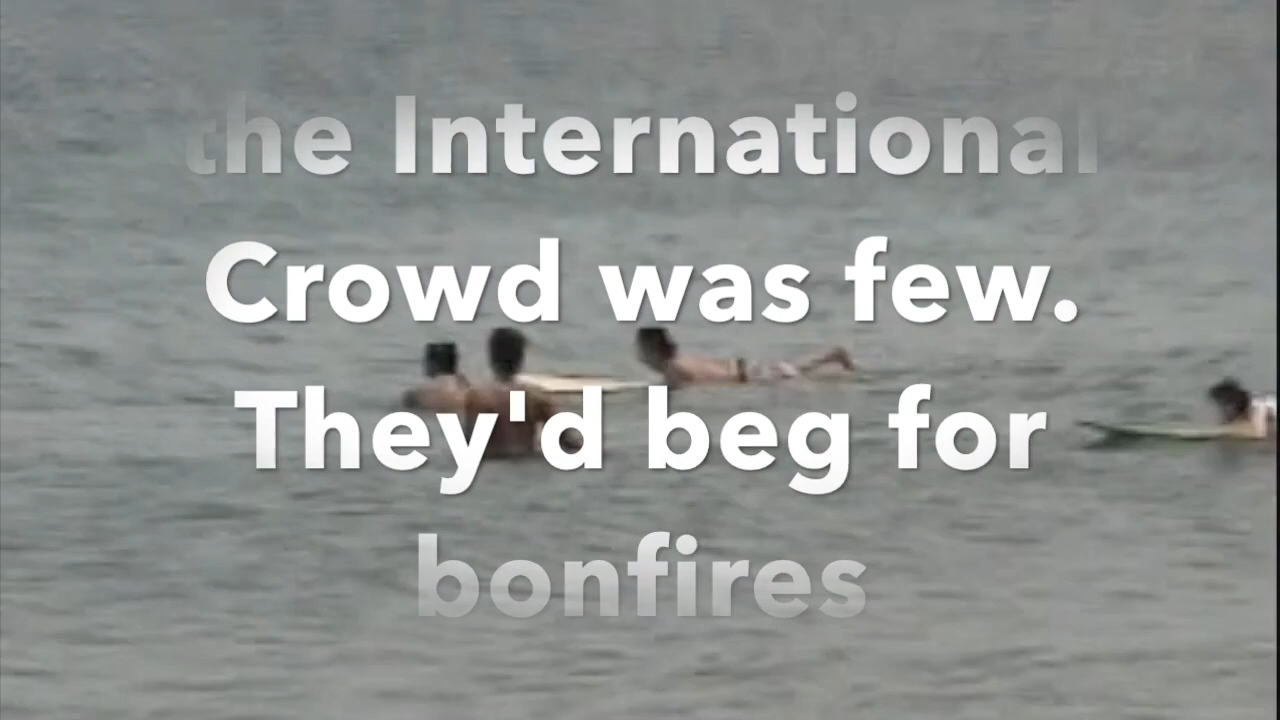 the International
Crowd was few.
They'd beg for
bonfires